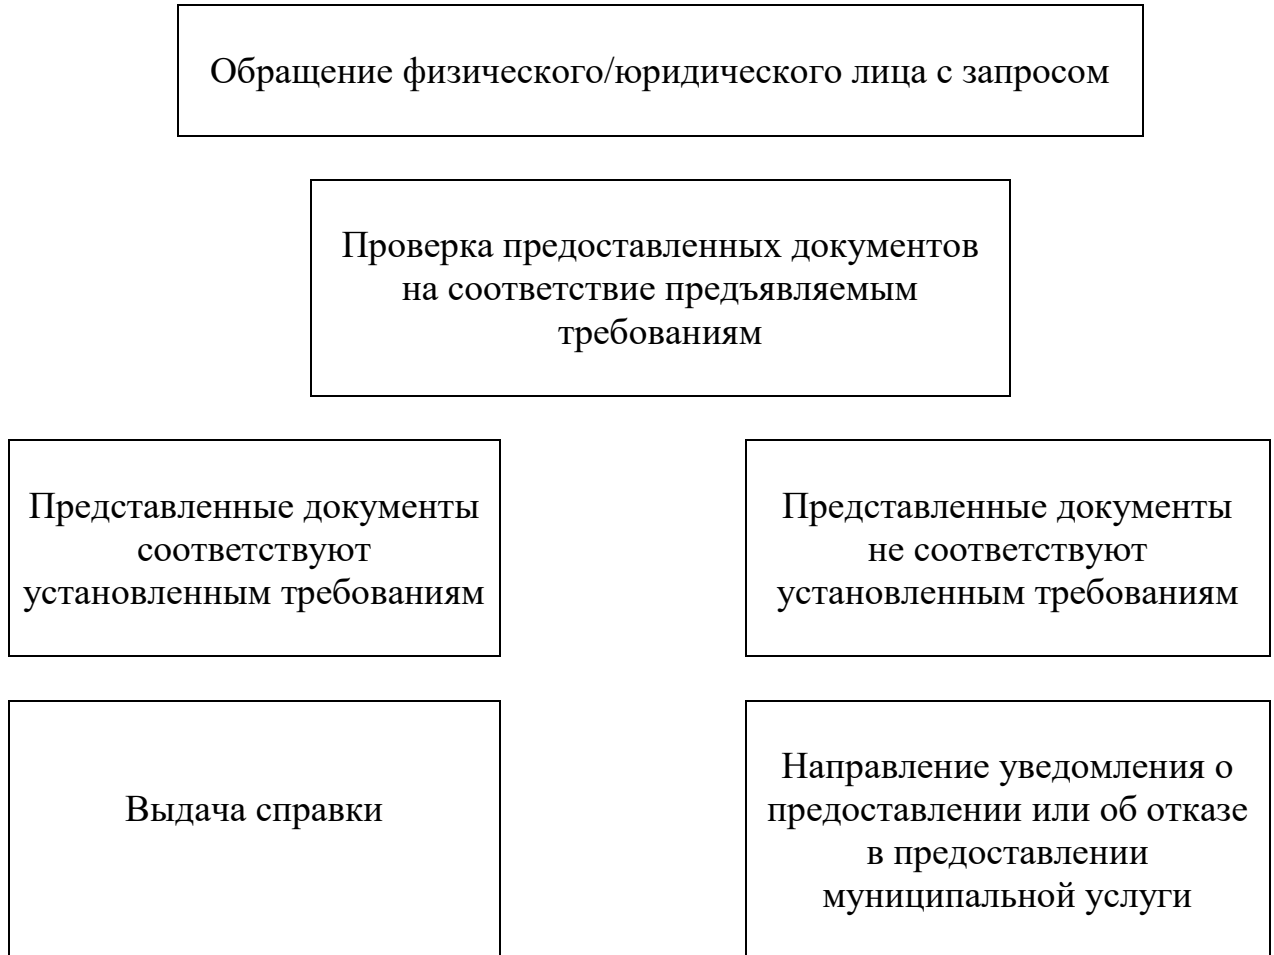 Обращение физического/юридического лица с запросом
Проверка предоставленных документов
на соответствие предъявляемым
требованиям
Представленные документы
соответствуют
установленным требованиям
Представленные документы
не соответствуют
установленным требованиям
Выдача справки
Направление уведомления о
предоставлении или об отказе
в предоставлении
муниципальной услуги